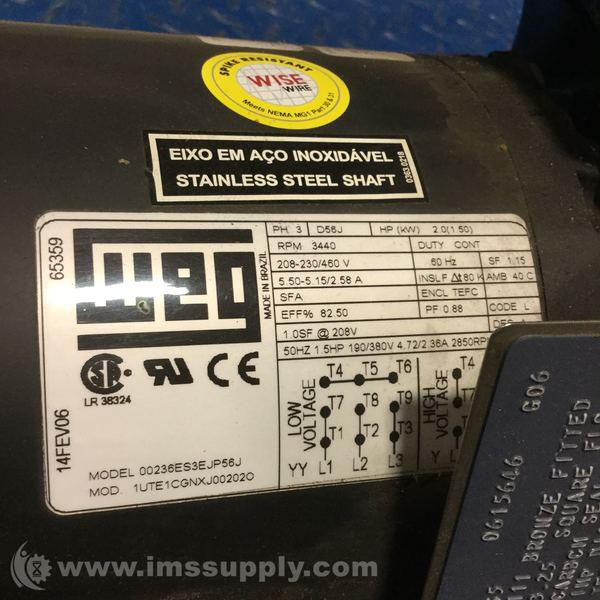 SPIKE RESISTANT
WISE
WIRE
Meets NEMA MG1 Part 30 & 31
EIXO EM AÇO INOXIDÁVEL
STAINLESS STEEL SHAFT
0363.0218
65359
14FEV06
WEG
MADE IN BRAZIL
LR 38324
MODEL 00236ES3EJP56J
MOD. 1UTE1CGNXJ00202O
PH 3 D56J HP (kW) 2.0(1.50)
RPM 3440 DUTY CONT
208-230/460 V 60 Hz SF 1.15
5.50-5.15/2.58 A INSL F Δt 80 K AMB 40 C
SFA ENCL TEFC
EFF% 82.50 PF 0.88 CODE L
1.0SF @ 208V
50HZ 1.5HP 190/380V 4.72/2.36A 2850RP
LOW VOLTAGE
T4 T5 T6
T7 T8 T9
T1 T2 T3
YY L1 L2 L3
HIGH VOLTAGE
T4
Y
G06
0615646
111 BRONZE FITTED
SQUARE
www.imssupply.com